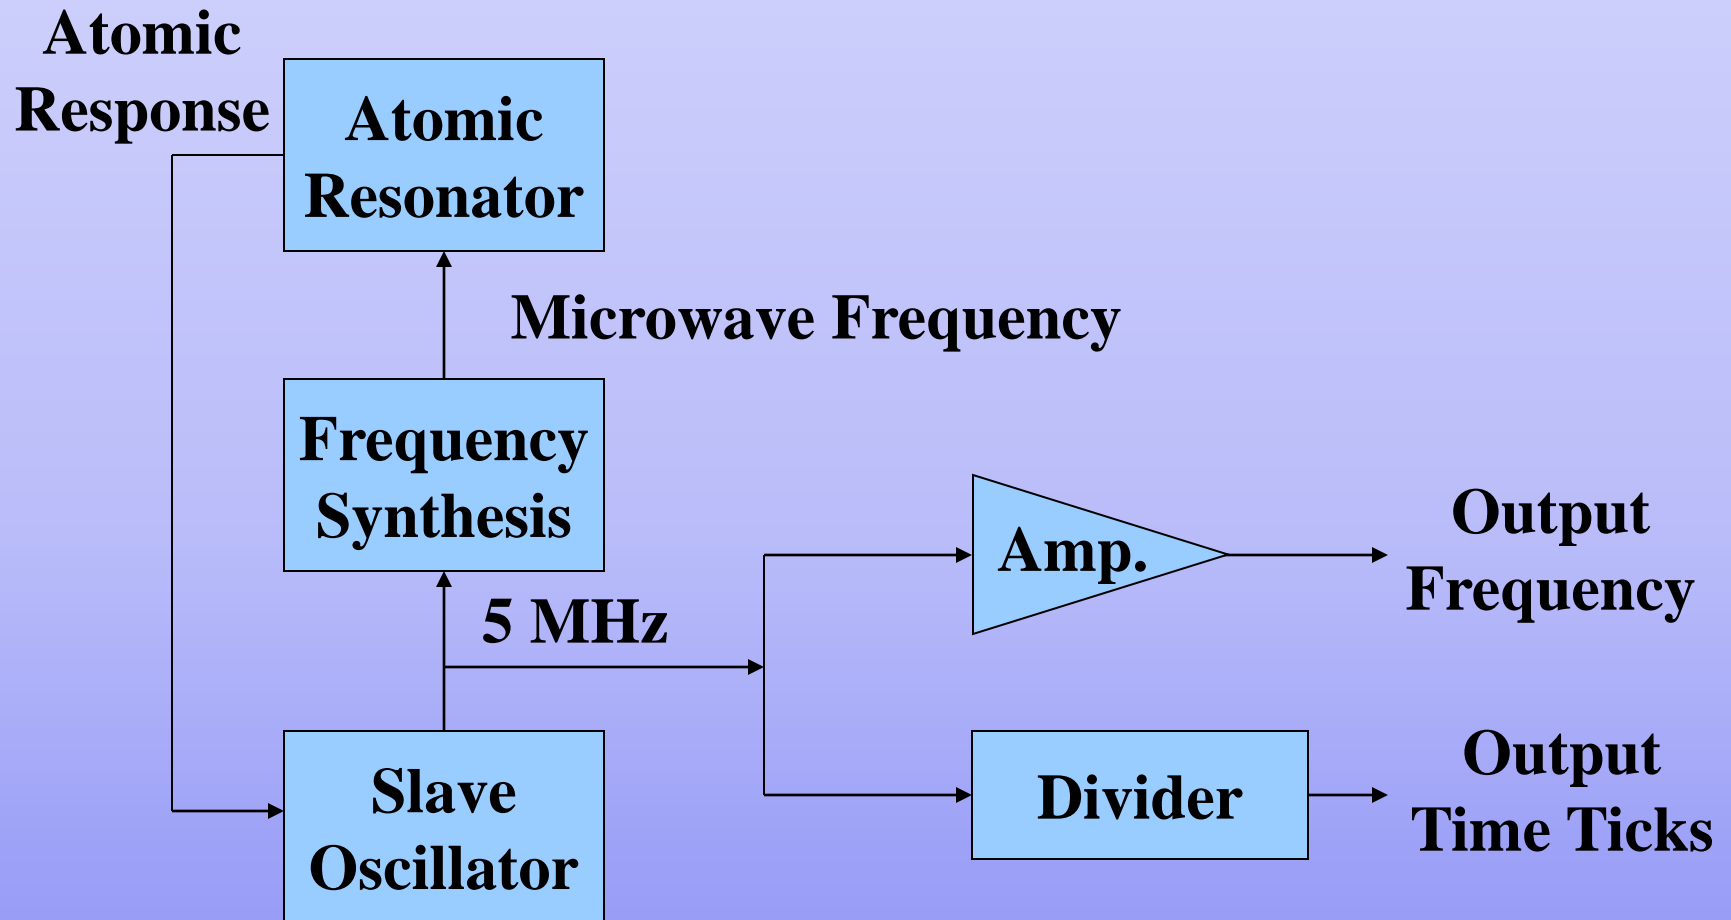 Atomic
Response
Atomic
Resonator
Microwave Frequency
Frequency
Synthesis
5 MHz
Amp.
Output
Frequency
Slave
Oscillator
Divider
Output
Time Ticks